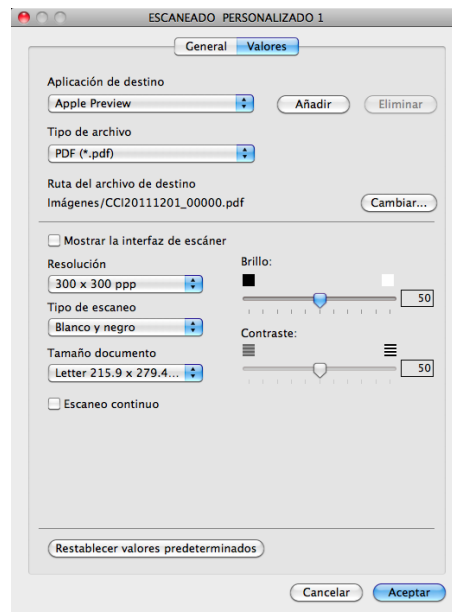 ESCANEADO PERSONALIZADO 1
General Valores
Aplicación de destino
Apple Preview Añadir Eliminar
Tipo de archivo
PDF (*.pdf)
Ruta del archivo de destino
Imágenes/CCI20111201_00000.pdf Cambiar...
Mostrar la interfaz de escáner
Resolución Brillo:
300 x 300 ppp
50
Tipo de escaneo
Blanco y negro
Contraste:
Tamaño documento
Letter 215.9 x 279.4... 50
Escaneo continuo
Restablecer valores predeterminados
Cancelar Aceptar